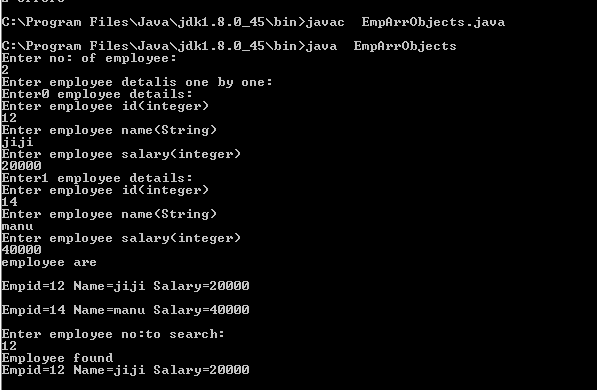 C:\Program Files\Java\jdk1.8.0_45\bin>javac  EmpArrObjects.java
C:\Program Files\Java\jdk1.8.0_45\bin>java  EmpArrObjects
Enter no: of employee:
2
Enter employee detalis one by one:
Enter0 employee details:
Enter employee id(integer)
12
Enter employee name(String)
jiji
Enter employee salary(integer)
20000
Enter1 employee details:
Enter employee id(integer)
14
Enter employee name(String)
manu
Enter employee salary(integer)
40000
employee are
Empid=12 Name=jiji Salary=20000
Empid=14 Name=manu Salary=40000
Enter employee no:to search:
12
Employee found
Empid=12 Name=jiji Salary=20000